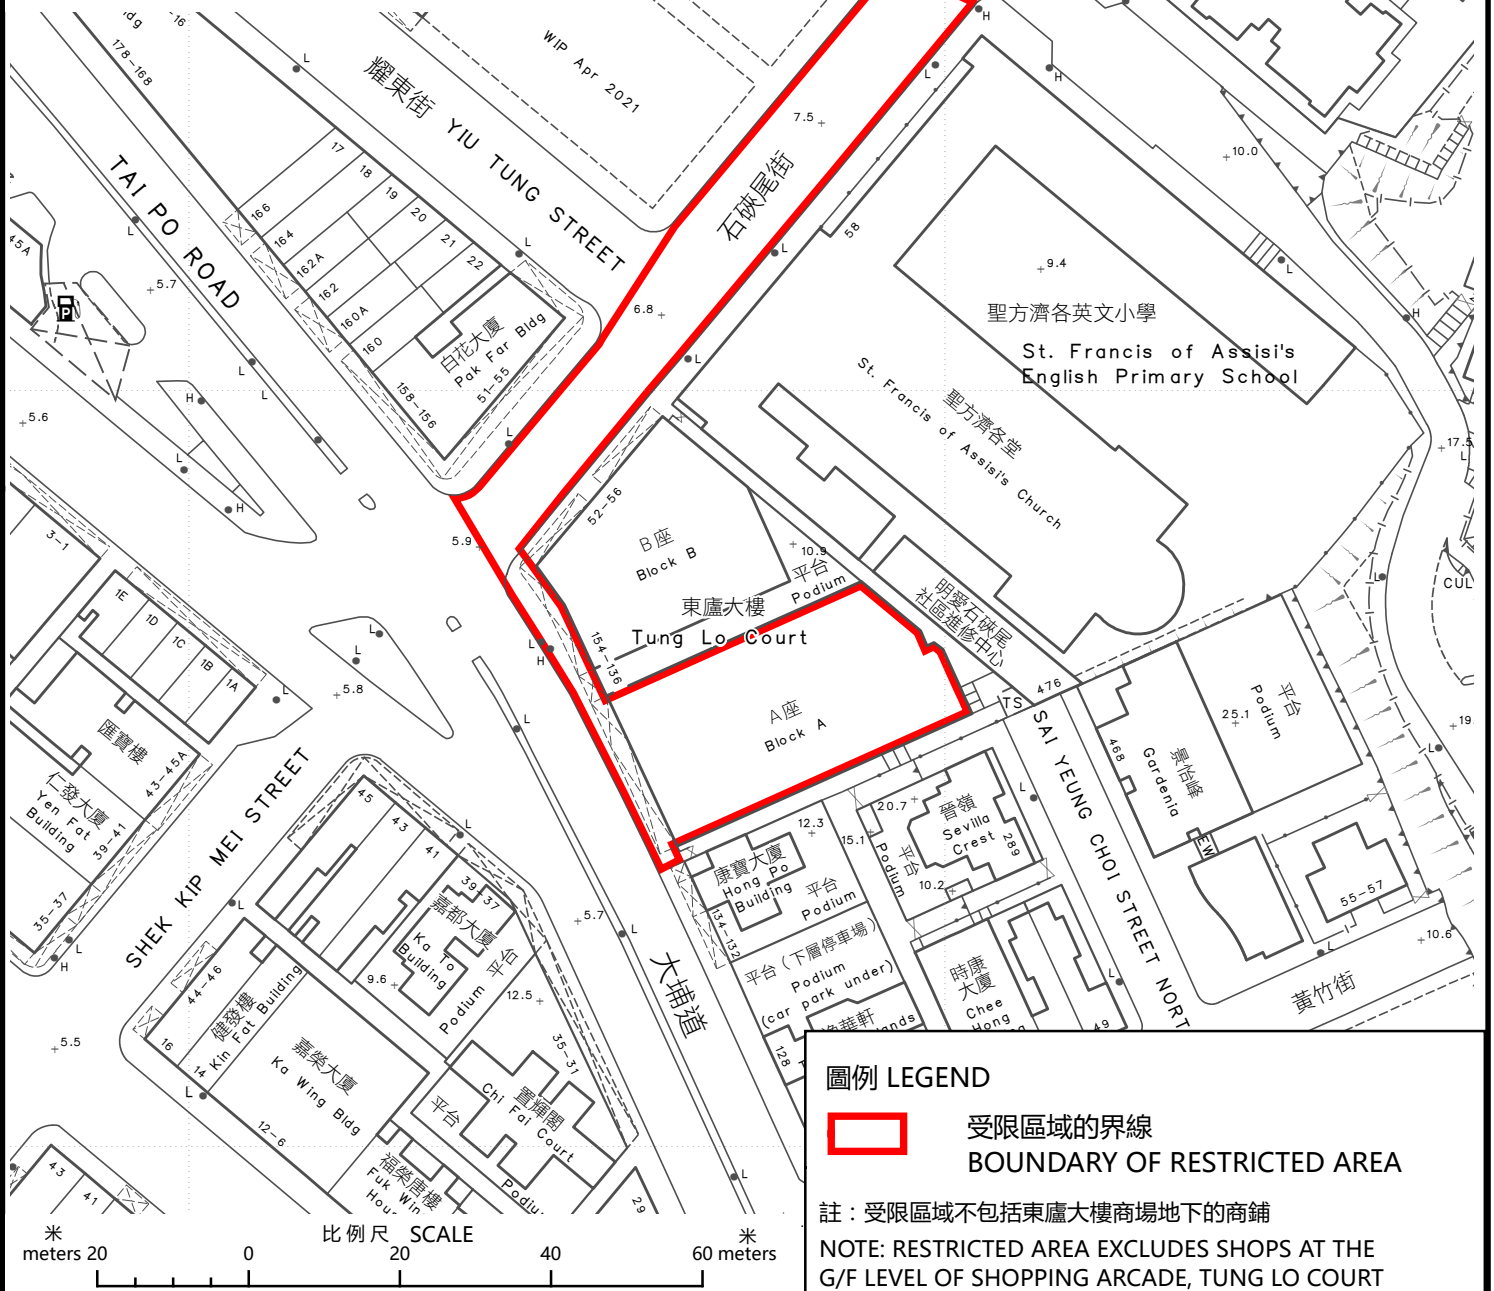 dg
16
178-168
L
耀東街 YIU TUNG STREET
WIP Apr 2021
H
L
H
7.5
10.0
TAI PO ROAD
石硤尾街
17
18
19
20
21
22
166
164
162A
162
160A
160
158-156
L
L
45A
5.7
P
58
L
L
9.4
聖方濟各英文小學
St. Francis of Assisi's
English Primary School
H
6.8
白花大廈
Pak Far Bldg
51-55
L
L
L
H
L
5.6
L
H
聖方濟各堂
St. Francis of Assisi's Church
17.5
L
L
52-56
B座
Block B
5.9
10.9
平台
Podium
東廬大樓
Tung Lo Court
明愛石硤尾
社區進修中心
L
CUL
3-1
1E
1D
1C
1B
1A
L
L
L
5.8
L
H
154-136
A座
Block A
TS
476
SAI YEUNG CHOI STREET NORT
468
景怡峰
Gardenia
25.1
平台
Podium
19
L
匯寶樓
43-45A
仁發大廈
Yen Fat
Building
39-41
35-37
SHEK KIP MEI STREET
L
L
45
43
41
39-37
L
20.7
晉嶺
Sevilla
Crest
289
L
12.3
15.1
平台
Podium
10.2
EW
55-57
康寶大廈
Hong Po
Building
平台
Podium
134-132
L
H
L
嘉都大廈
Ka To
Building
平台
Podium
9.6
12.5
5.7
L
大埔道
平台（下層停車場）
Podium
(car park under)
時康
大廈
Chee
Hong
L
L
10.6
黃竹街
44-46
健發樓
Kin Fat Building
16
14
L
5.5
嘉榮大廈
Ka Wing Bldg
12-6
35-31
逸華軒
lands
128
49
置輝閣
Chi Fai Court
平台
福榮唐樓
Fuk Win
Hou
Podiu
29
L
43
41
圖例 LEGEND
受限區域的界線
BOUNDARY OF RESTRICTED AREA
註：受限區域不包括東廬大樓商場地下的商鋪
NOTE: RESTRICTED AREA EXCLUDES SHOPS AT THE
G/F LEVEL OF SHOPPING ARCADE, TUNG LO COURT
米 比例尺 SCALE 米
meters 20 0 20 40 60 meters